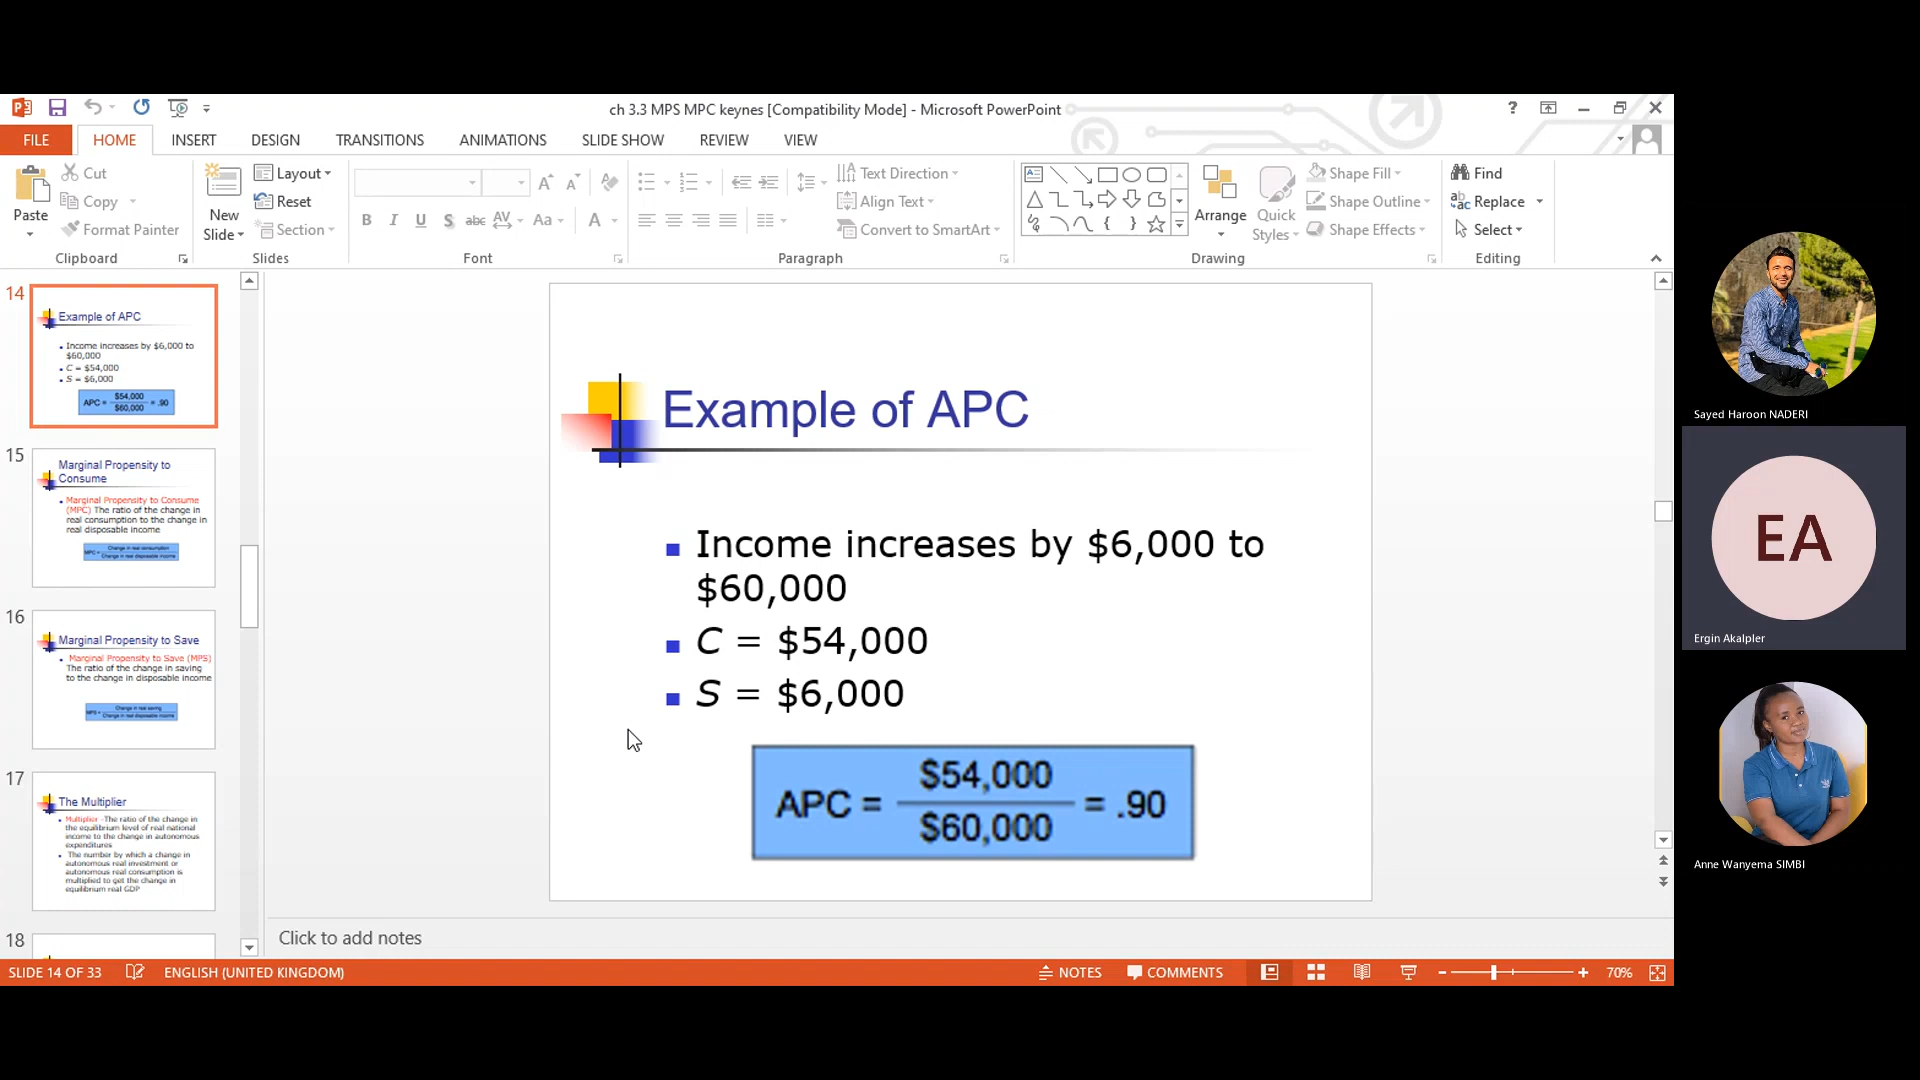 ch 3.3 MPS MPC keynes [Compatibility Mode] - Microsoft PowerPoint
FILE HOME INSERT DESIGN TRANSITIONS ANIMATIONS SLIDE SHOW REVIEW VIEW
Paste
Cut
Copy
Format Painter
Clipboard
New Slide
Layout
Reset
Section
Slides
B I U S abc AV Aa A
Font
Text Direction
Align Text
Convert to SmartArt
Paragraph
Arrange
Quick Styles
Shape Fill
Shape Outline
Shape Effects
Drawing
Find
Replace
Select
Editing
14
Example of APC
Income increases by $6,000 to
$60,000
C = $54,000
S = $6,000
APC = $54,000 / $60,000 = .90
15
Marginal Propensity to
Consume
Marginal Propensity to Consume
(MPC) The ratio of the change in
real consumption to the change in
real disposable income
MPC = Change in real consumption
Change in real disposable income
16
Marginal Propensity to Save
Marginal Propensity to Save (MPS)
The ratio of the change in saving
to the change in disposable income
MPS = Change in real saving
Change in real disposable income
17
The Multiplier
Multiplier -The ratio of the change in
the equilibrium level of real national
income to the change in autonomous
expenditures
The number by which a change in
autonomous real investment or
autonomous real consumption is
multiplied to get the change in
equilibrium real GDP
18
Example of APC
Income increases by $6,000 to
$60,000
C = $54,000
S = $6,000
$54,000
APC = = .90
$60,000
Click to add notes
SLIDE 14 OF 33 ENGLISH (UNITED KINGDOM) NOTES COMMENTS 70%
Sayed Haroon NADERI
EA
Ergin Akalpler
Anne Wanyema SIMBI